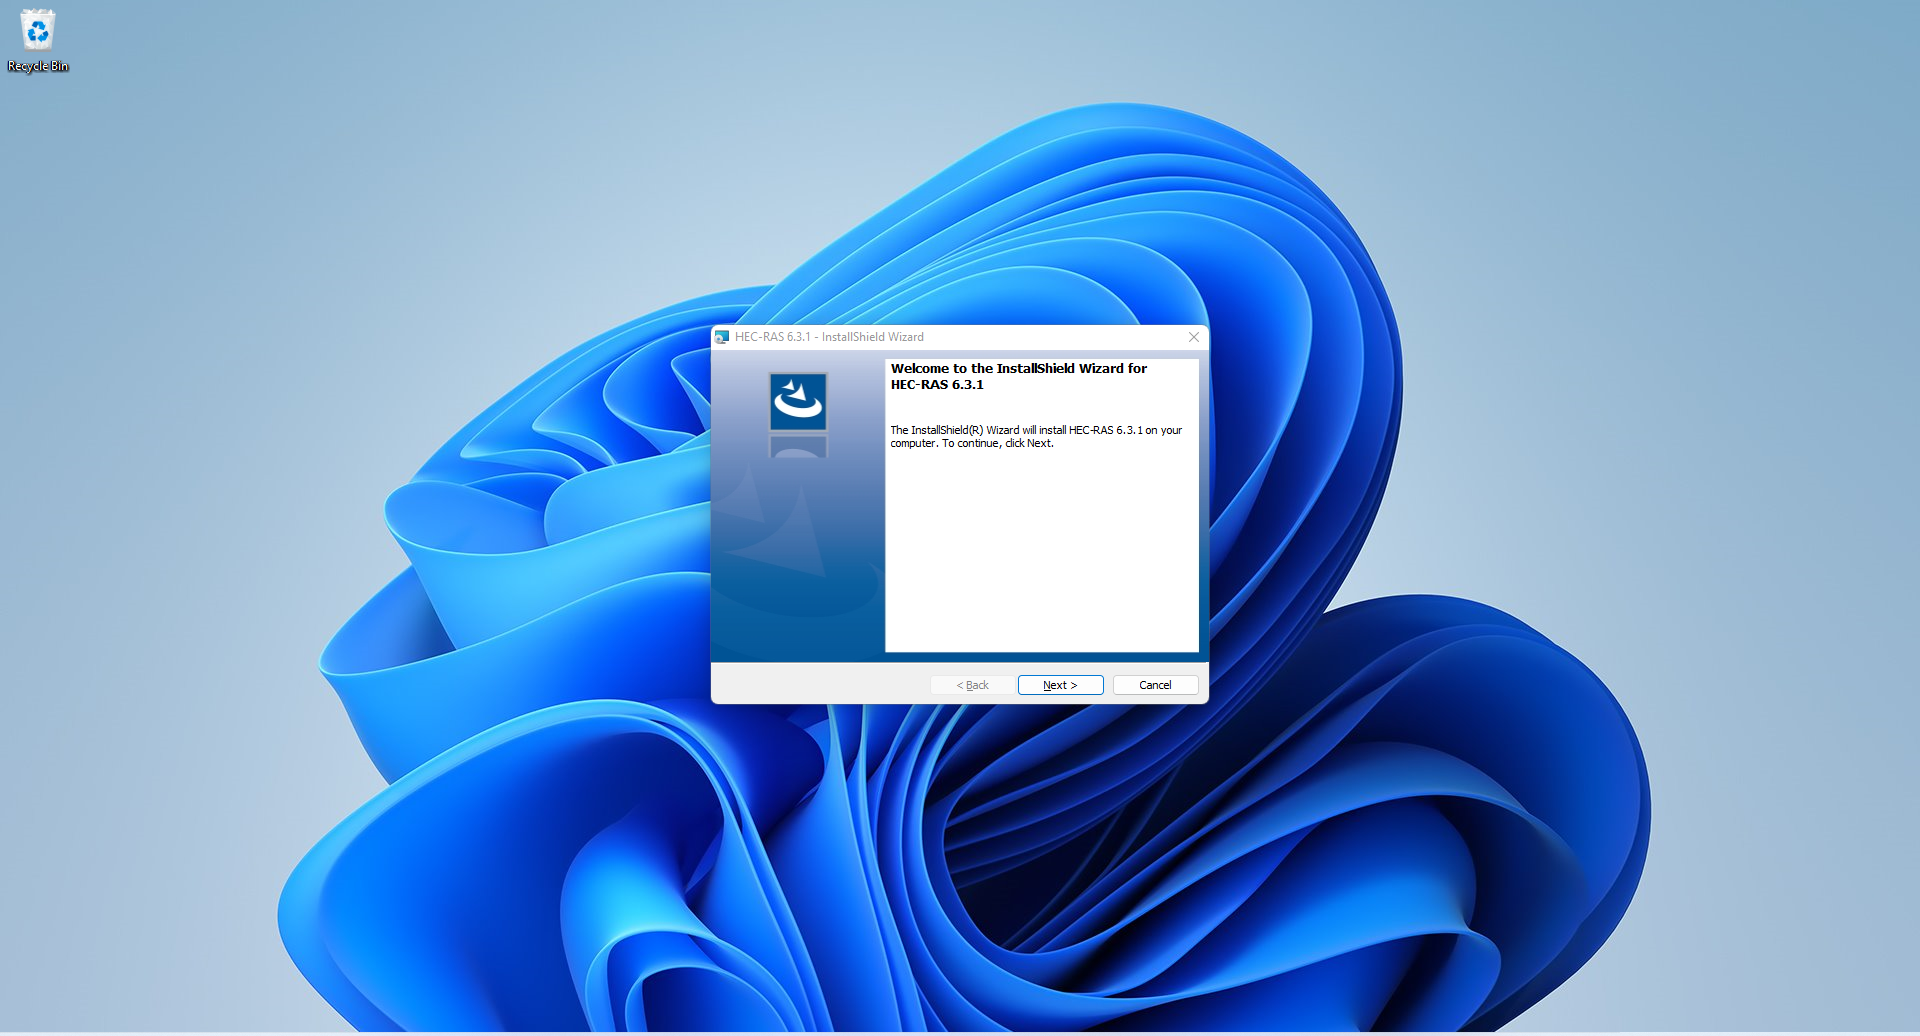 Recycle Bin
HEC-RAS 6.3.1 - InstallShield Wizard
Welcome to the InstallShield Wizard for
HEC-RAS 6.3.1
The InstallShield(R) Wizard will install HEC-RAS 6.3.1 on your
computer. To continue, click Next.
< Back
Next >
Cancel